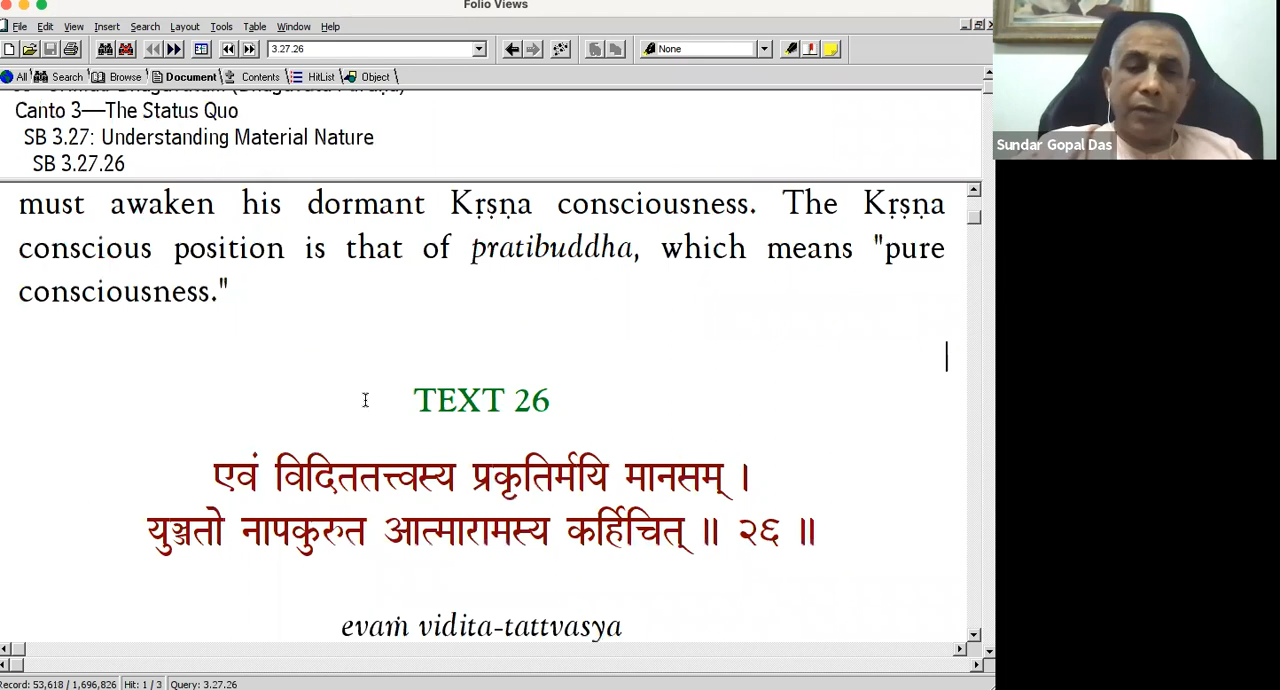 Folio Views
File Edit View Insert Search Layout Tools Table Window Help
3.27.26 None
All Search Browse Document Contents HitList Object
Canto 3—The Status Quo
SB 3.27: Understanding Material Nature
SB 3.27.26
must awaken his dormant Kṛṣṇa consciousness. The Kṛṣṇa
conscious position is that of pratibuddha, which means "pure
consciousness."
TEXT 26
एवं विदिततत्त्वस्य प्रकृतिर्मयि मानसम् ।
युञ्जतो नापकुरुत आत्मारामस्य कर्हिचित् ॥ २६ ॥
evaṁ vidita-tattvasya
Record: 53,618 / 1,696,826 Hit: 1 / 3 Query: 3.27.26
Sundar Gopal Das